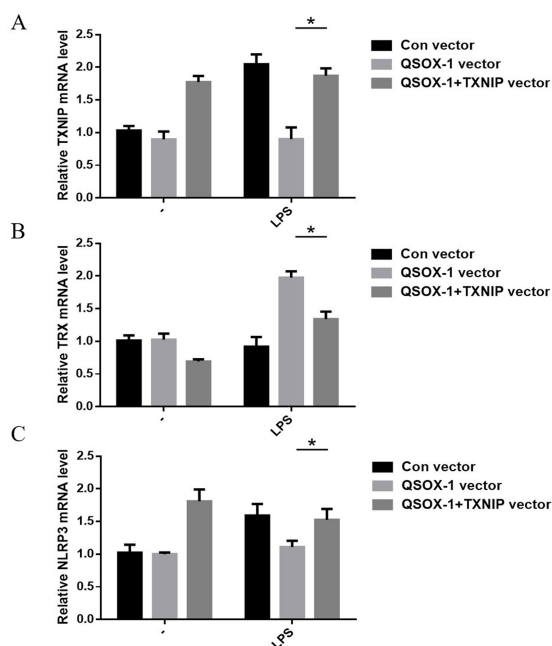 A
Relative TXNIP mRNA level
2.5
2.0
1.5
1.0
0.5
0.0
*
-
LPS
Con vector
QSOX-1 vector
QSOX-1+TXNIP vector
B
Relative TRX mRNA level
2.5
2.0
1.5
1.0
0.5
0.0
*
-
LPS
Con vector
QSOX-1 vector
QSOX-1+TXNIP vector
C
Relative NLRP3 mRNA level
2.5
2.0
1.5
1.0
0.5
0.0
*
-
LPS
Con vector
QSOX-1 vector
QSOX-1+TXNIP vector